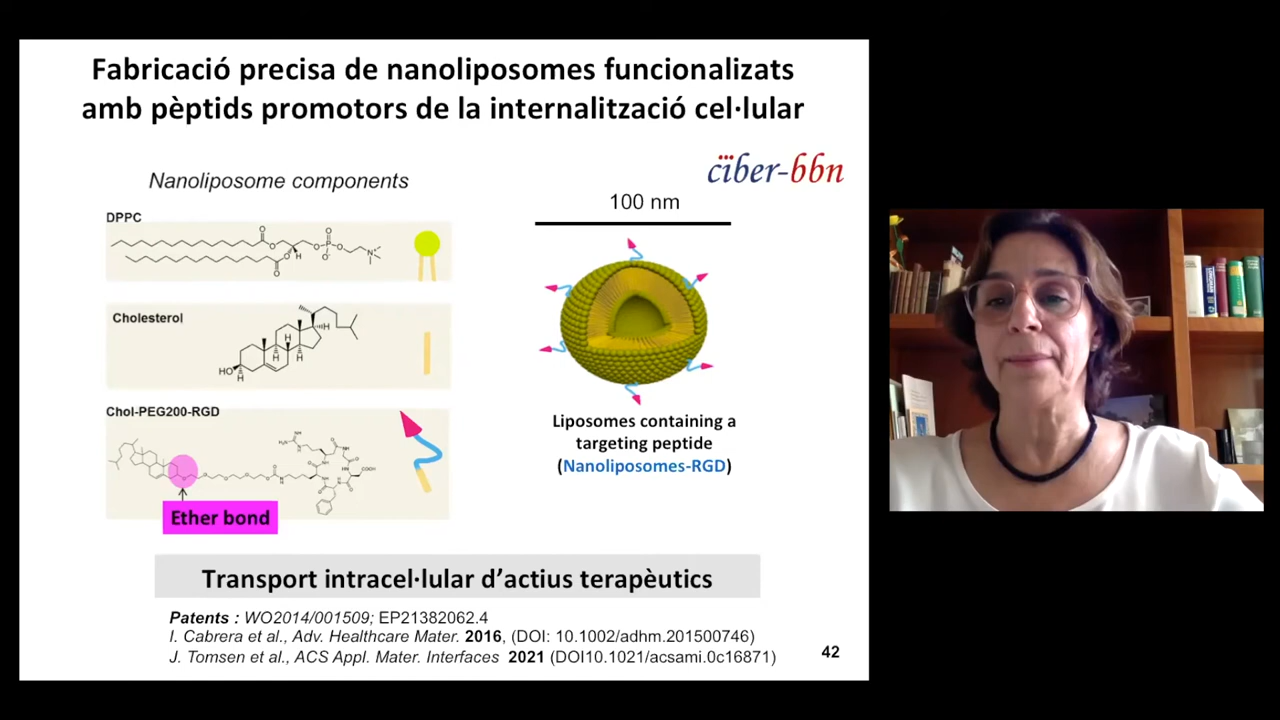 Fabricació precisa de nanoliposomes funcionalizats
amb pèptids promotors de la internalització cel·lular
ciber-bbn
Nanoliposome components
100 nm
DPPC
Cholesterol
Chol-PEG200-RGD
Ether bond
Liposomes containing a
targeting peptide
(Nanoliposomes-RGD)
Transport intracel·lular d’actius terapèutics
Patents : WO2014/001509; EP21382062.4
I. Cabrera et al., Adv. Healthcare Mater. 2016, (DOI: 10.1002/adhm.201500746)
J. Tomsen et al., ACS Appl. Mater. Interfaces 2021 (DOI10.1021/acsami.0c16871)
42